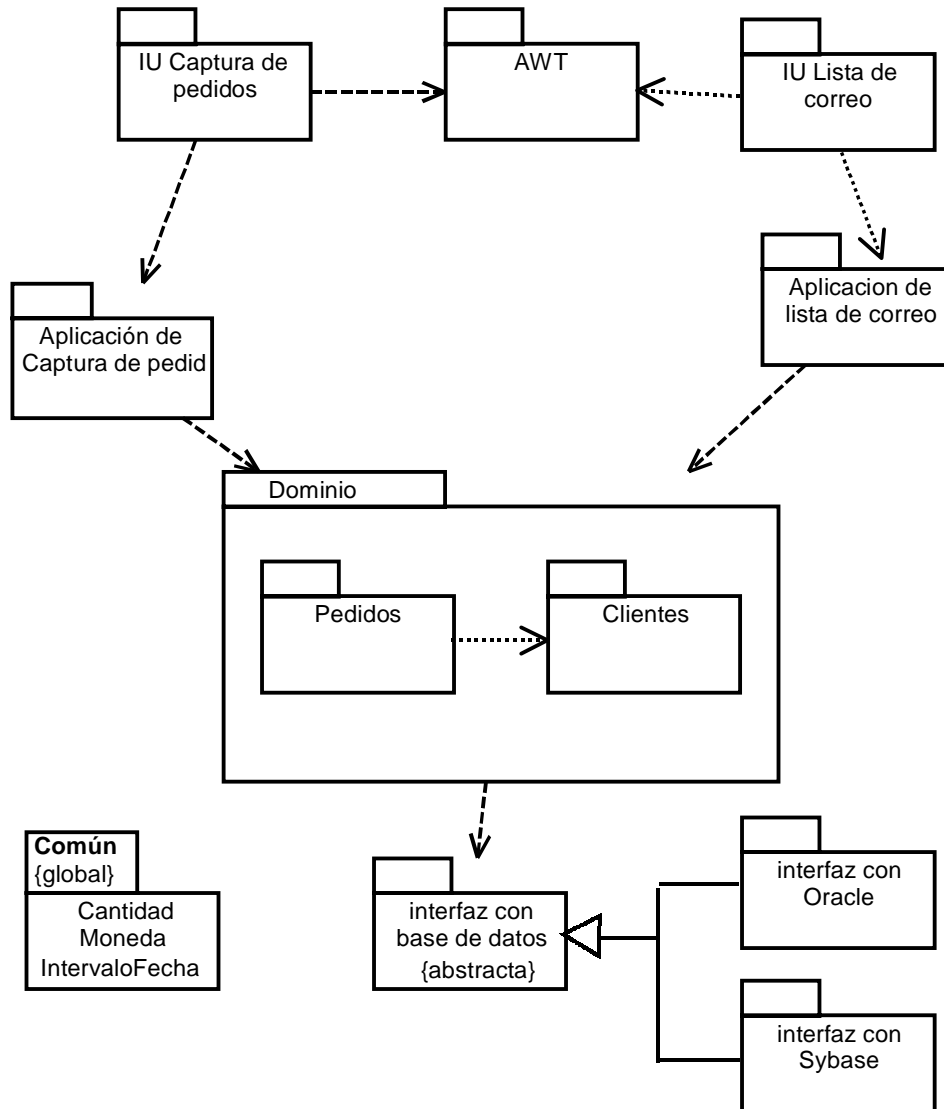 IU Captura de
pedidos
AWT
IU Lista de
correo
Aplicación de
Captura de pedid
Aplicacion de
lista de correo
Dominio
Pedidos
Clientes
Común
{global}
Cantidad
Moneda
IntervaloFecha
interfaz con
base de datos
{abstracta}
interfaz con
Oracle
interfaz con
Sybase